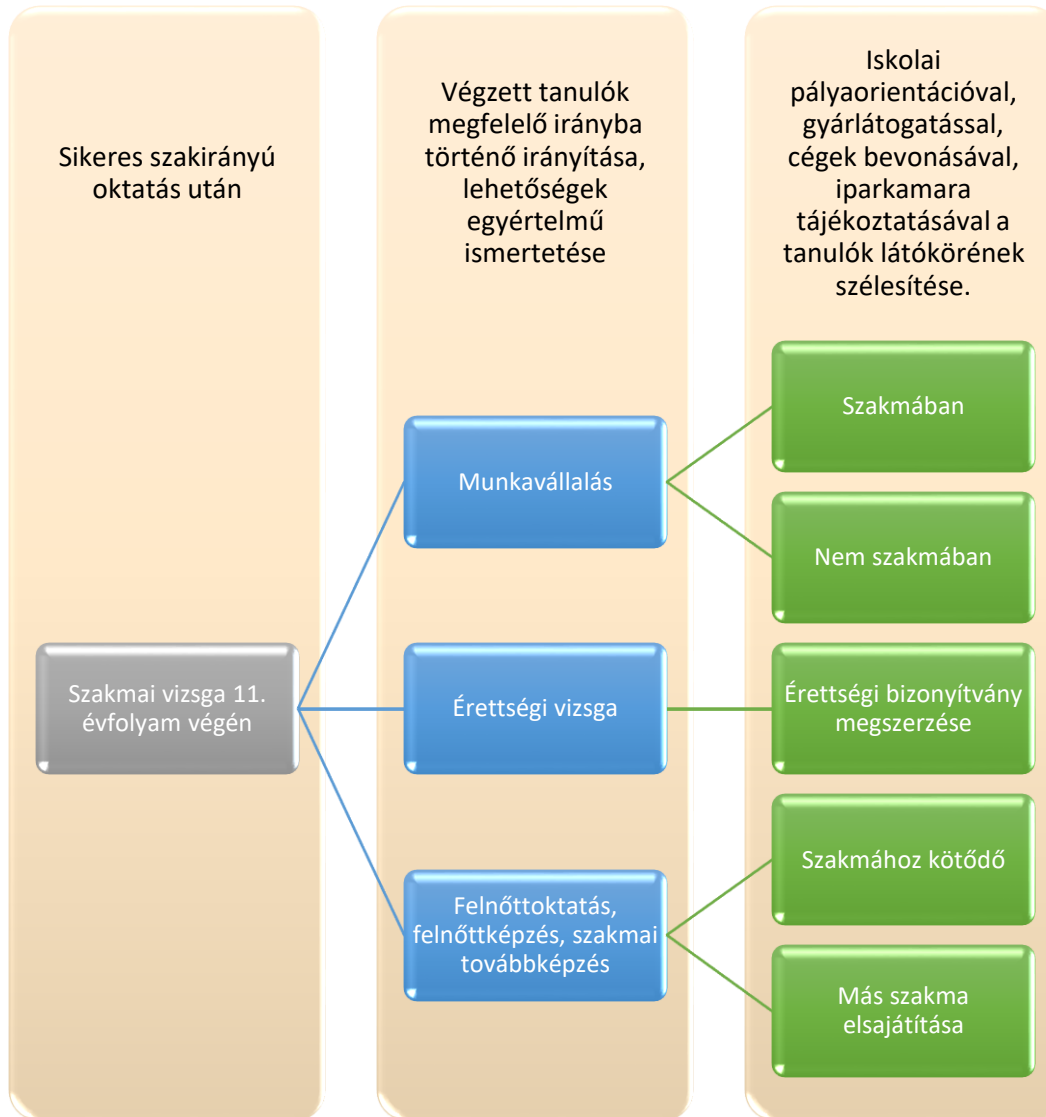 Sikeres szakirányú
oktatás után
Végzett tanulók
megfelelő irányba
történő irányítása,
lehetőségek
egyértelmű
ismertetése
Iskolai
pályaorientációval,
gyárlátogatással,
cégek bevonásával,
iparkamara
tájékoztatásával a
tanulók látókörének
szélesítése.
Szakmai vizsga 11.
évfolyam végén
Munkavállalás
Érettségi vizsga
Felnőttoktatás,
felnőttképzés, szakmai
továbbképzés
Szakmában
Nem szakmában
Érettségi bizonyítvány
megszerzése
Szakmához kötődő
Más szakma
elsajátítása